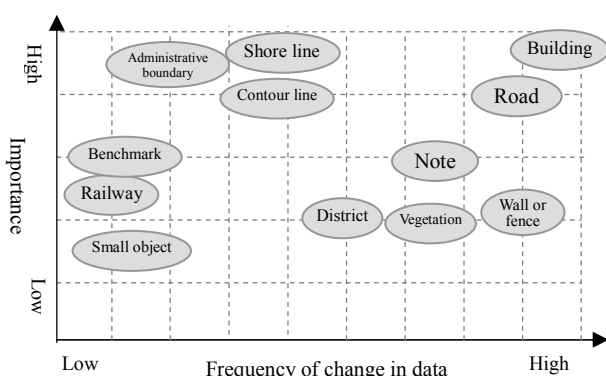 High
Importance
Low
Administrative
boundary
Shore line
Building
Contour line
Road
Benchmark
Note
Railway
District
Vegetation
Wall or
fence
Small object
Low
Frequency of change in data
High